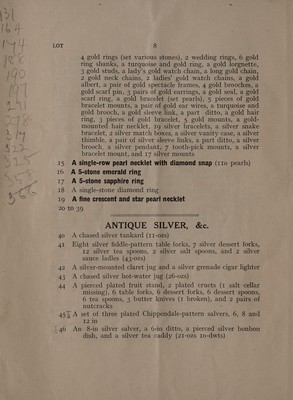 131
164
174
188
190
197
241
278
317
322
325
353
366
LOT
8
4 gold rings (set various stones), 2 wedding rings, 6 gold
ring shanks, a turquoise and gold ring, a gold lorgnette,
3 gold studs, a lady's gold watch chain, a long gold chain,
2 gold neck chains, 2 ladies' gold watch chains, a gold
albert, a pair of gold spectacle frames, 4 gold brooches, a
gold scarf pin, 3 pairs of gold earrings, a gold seal, a gold
scarf ring, a gold bracelet (set pearls), 5 pieces of gold
bracelet mounts, a pair of gold ear wires, a turquoise and
gold brooch, a gold sleeve link, a part ditto, a gold hair
ring, 3 pieces of gold bracelet, 5 gold mounts, a gold-
mounted hair necklet, 19 silver bracelets, a silver snake
bracelet, 2 silver match boxes, a silver vanity case, a silver
thimble, a pair of silver sleeve links, a part ditto, a silver
brooch, a silver pendant, 7 tooth-pick mounts, a silver
bracelet mount, and 17 silver mounts
15 A single-row pearl necklet with diamond snap (110 pearls)
16 A 5-stone emerald ring
17 A 5-stone sapphire ring
18 A single-stone diamond ring
19 A fine crescent and star pearl necklet
20 to 39
ANTIQUE SILVER, &c.
40 A chased silver tankard (11-ozs)
41 Eight silver fiddle-pattern table forks, 7 silver dessert forks,
12 silver tea spoons, 2 silver salt spoons, and 2 silver
sauce ladles (43-ozs)
42 A silver-mounted claret jug and a silver grenade cigar lighter
43 A chased silver hot-water jug (26-ozs)
44 A pierced plated fruit stand, 2 plated cruets (1 salt cellar
missing), 6 table forks, 6 dessert forks, 6 dessert spoons,
6 tea spoons, 3 butter knives (1 broken), and 2 pairs of
nutcracks
45 A set of three plated Chippendale-pattern salvers, 6, 8 and
12 in
46 An 8-in silver salver, a 6-in ditto, a pierced silver bonbon
dish, and a silver tea caddy (21-ozs 10-dwts)